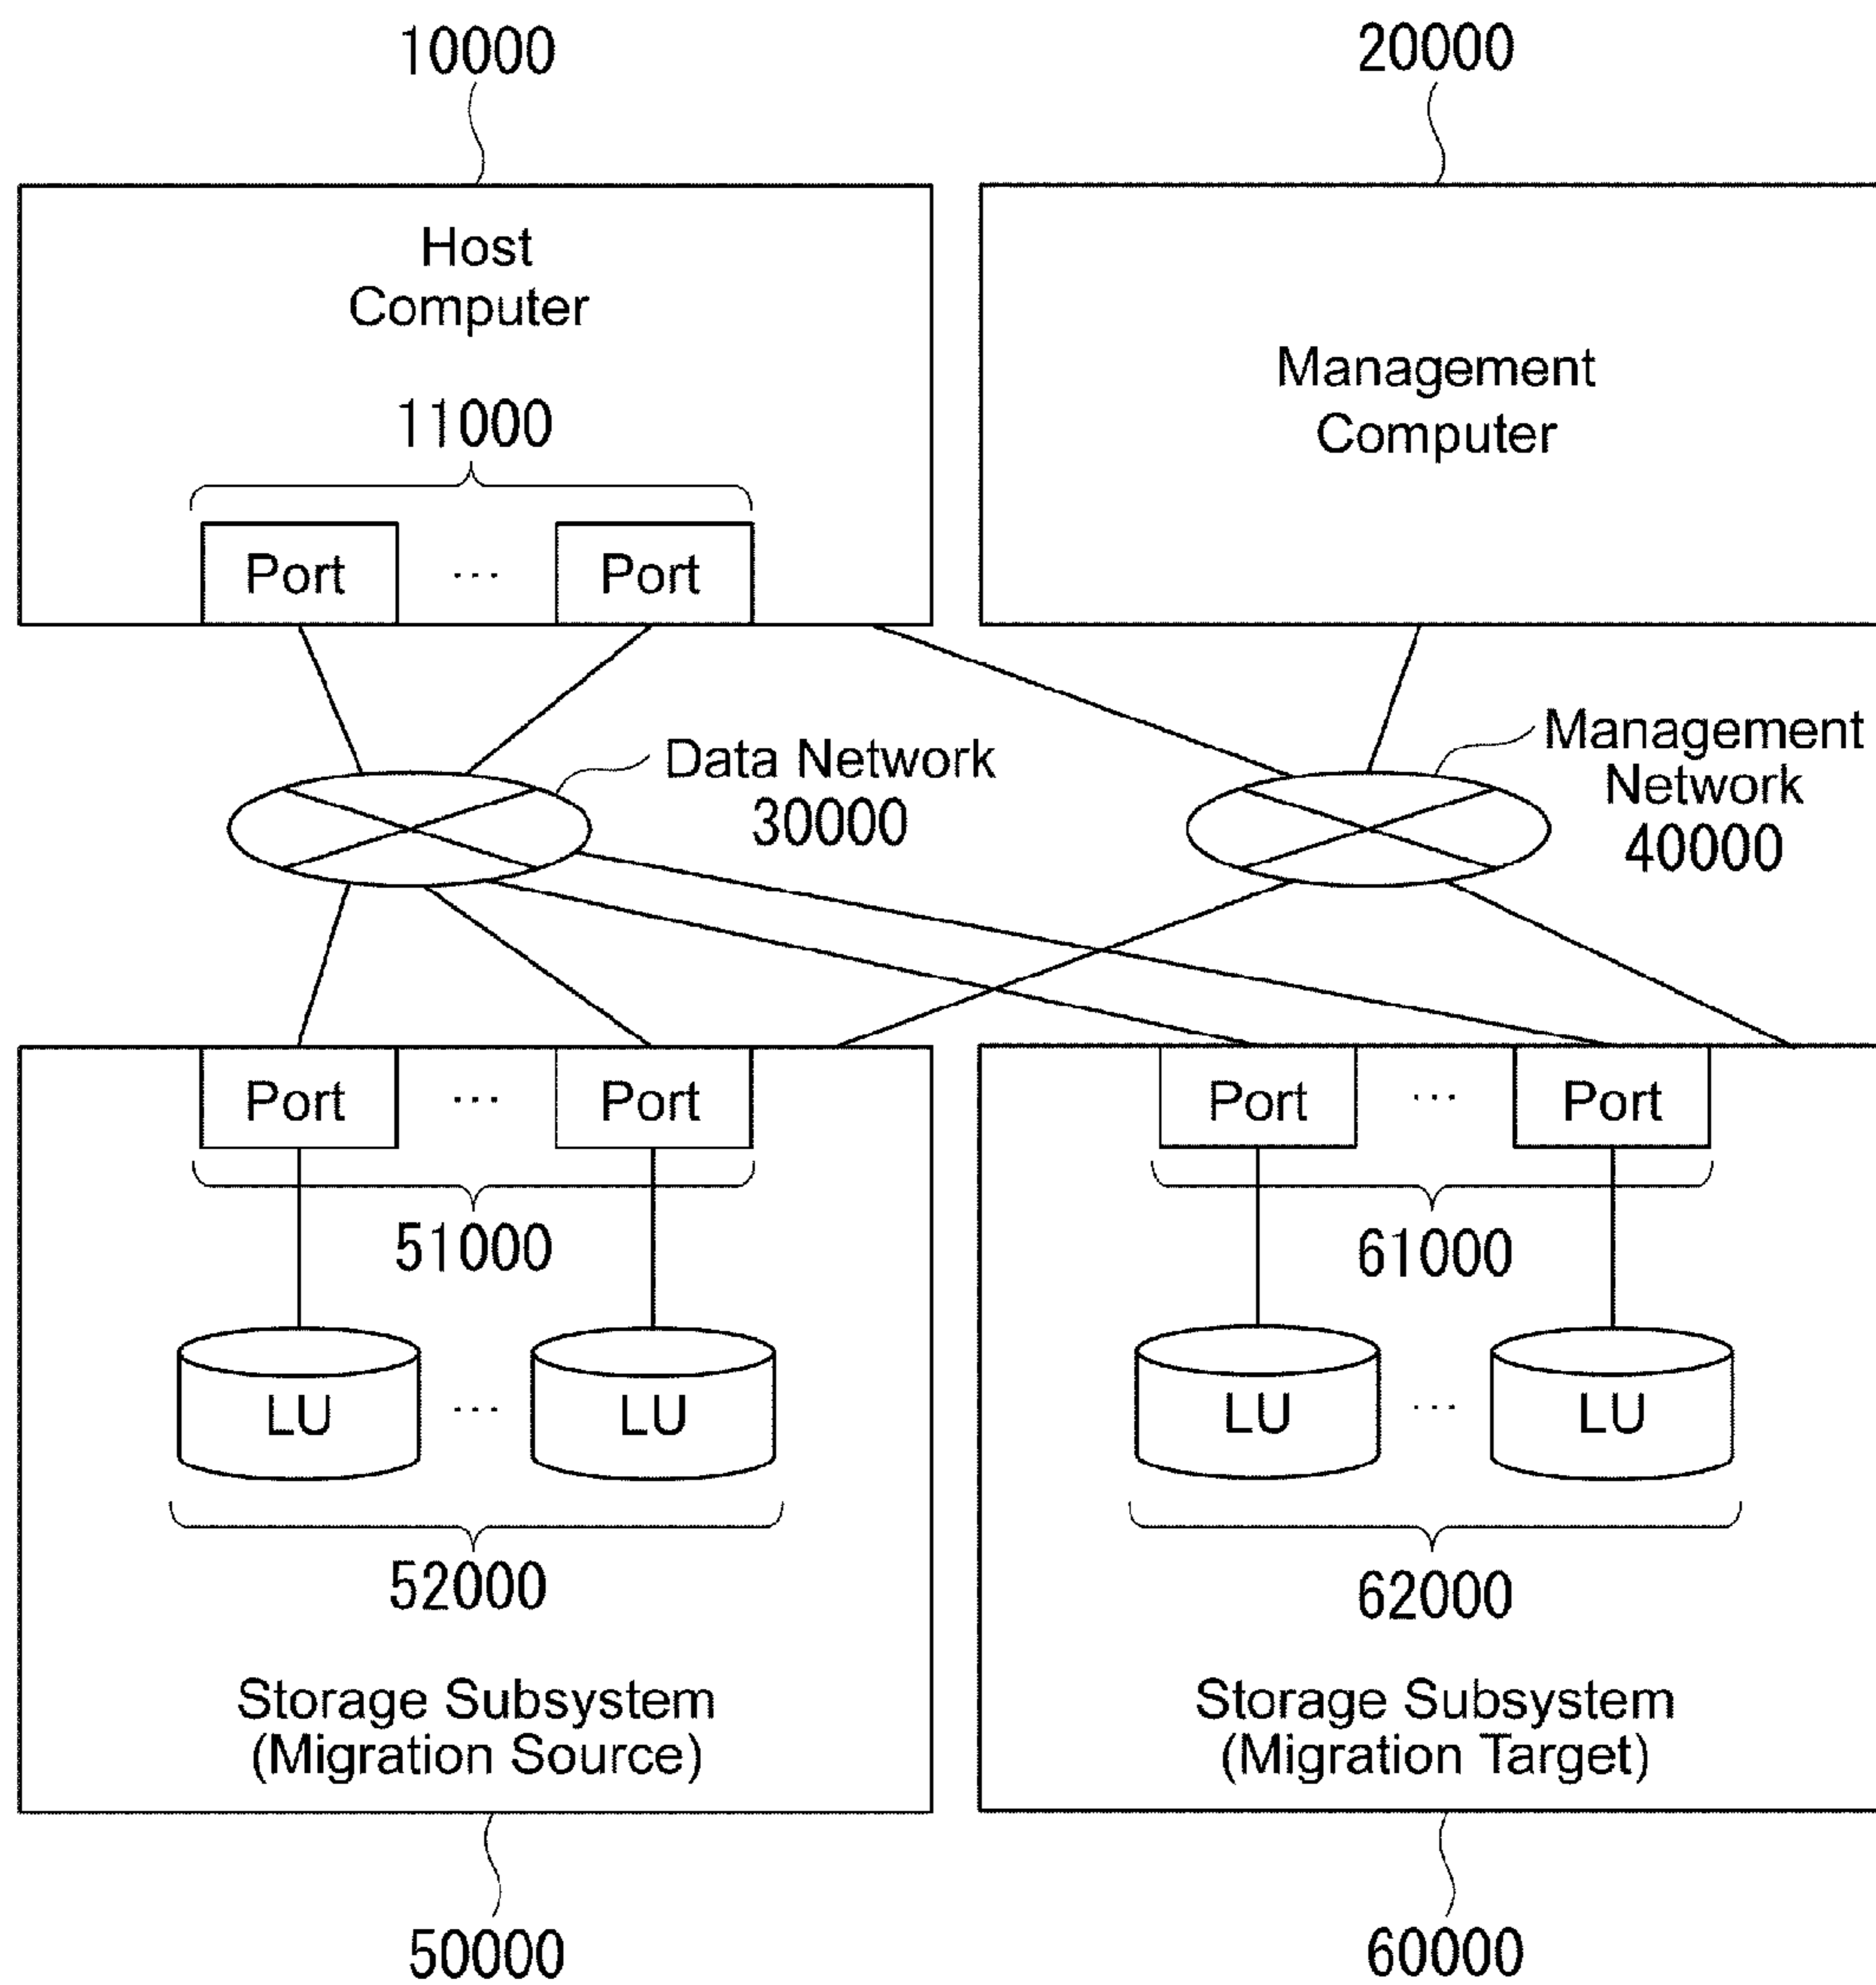 10000
20000
Host
Computer
Management
Computer
11000
Port
...
Port
Data Network
30000
Management
Network
40000
Port
...
Port
Port
...
Port
51000
61000
LU
...
LU
LU
...
LU
52000
62000
Storage Subsystem
(Migration Source)
Storage Subsystem
(Migration Target)
50000
60000